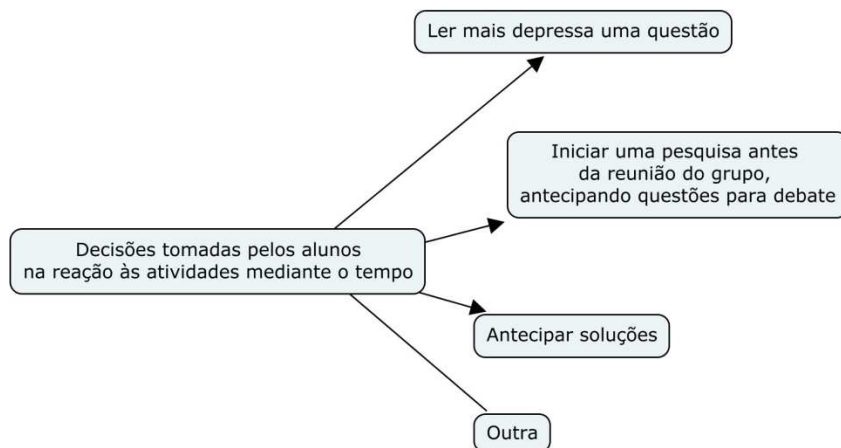 Ler mais depressa uma questão
Iniciar uma pesquisa antes
da reunião do grupo,
antecipando questões para debate
Decisões tomadas pelos alunos
na reação às atividades mediante o tempo
Antecipar soluções
Outra